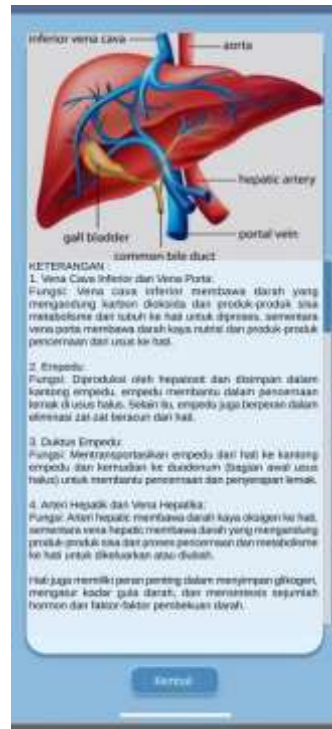 inferior vena cava
aorta
hepatic artery
portal vein
gall bladder
common bile duct
KETERANGAN :
1. Vena Cava Inferior dan Vena Porta:
Fungsi: Vena cava inferior membawa darah yang
mengandung karbon dioksida dan produk-produk sisa
metabolisme dari tubuh ke hati untuk diproses, sementara
vena porta membawa darah kaya nutrisi dan produk-produk
pencernaan dari usus ke hati.
2. Empedu:
Fungsi: Diproduksi oleh hepatosit dan disimpan dalam
kantong empedu, empedu membantu dalam pencernaan
lemak di usus halus. Selain itu, empedu juga berperan dalam
eliminasi zat-zat beracun dari hati.
3. Duktus Empedu:
Fungsi: Mentransportasikan empedu dari hati ke kantong
empedu dan kemudian ke duodenum (bagian awal usus
halus) untuk membantu pencernaan dan penyerapan lemak.
4. Arteri Hepatik dan Vena Hepatika:
Fungsi: Arteri hepatic membawa darah kaya oksigen ke hati,
sementara vena hepatic membawa darah yang mengandung
produk-produk sisa dari proses pencernaan dan metabolisme
ke hati untuk dikeluarkan atau diubah.
Hati juga memiliki peran penting dalam menyimpan glikogen,
mengatur kadar gula darah, dan mensintesis sejumlah
hormon dan faktor-faktor pembekuan darah.
Kembali